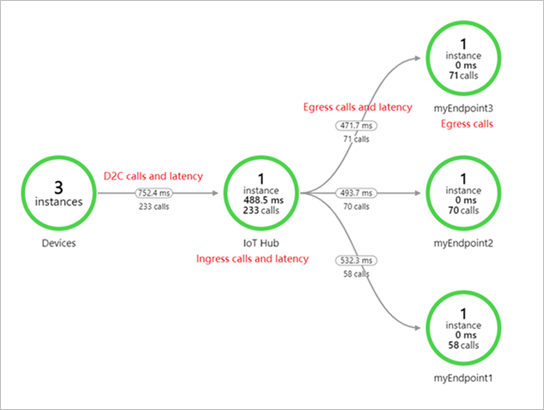 1
instance
0 ms
71 calls
myEndpoint3
Egress calls
Egress calls and latency
471.7 ms
71 calls
D2C calls and latency
3
instances
Devices
752.4 ms
233 calls
1
instance
488.5 ms
233 calls
IoT Hub
Ingress calls and latency
493.7 ms
70 calls
1
instance
0 ms
70 calls
myEndpoint2
532.3 ms
58 calls
1
instance
0 ms
58 calls
myEndpoint1